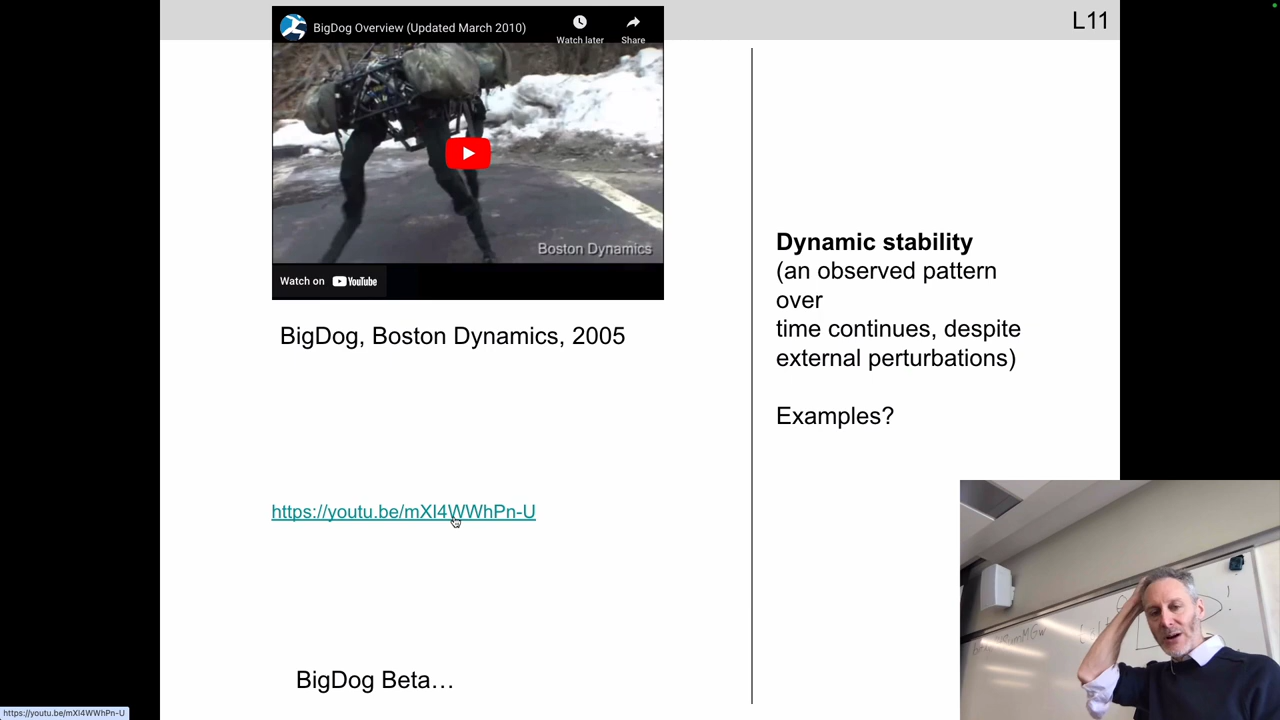 BigDog Overview (Updated March 2010)
Watch later
Share
L11
Boston Dynamics
Watch on YouTube
BigDog, Boston Dynamics, 2005
https://youtu.be/mXI4WWhPn-U
BigDog Beta…
Dynamic stability
(an observed pattern
over
time continues, despite
external perturbations)
Examples?
https://youtu.be/mXI4WWhPn-U